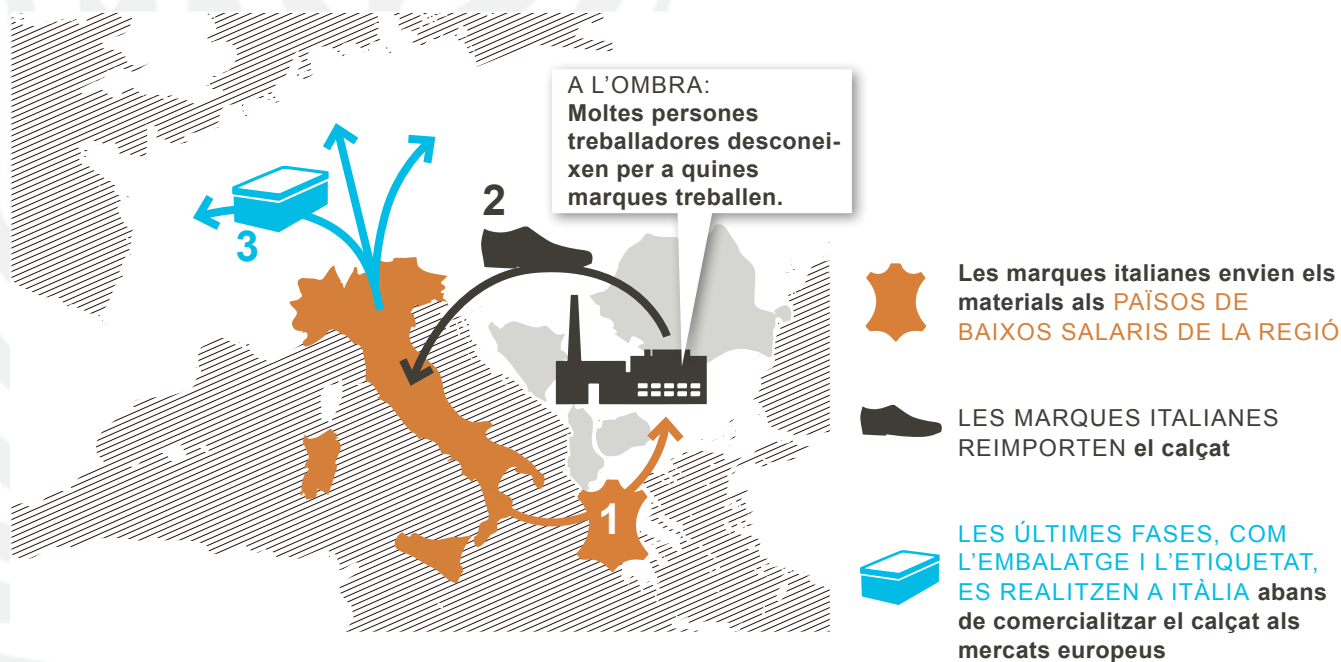 A L'OMBRA:
Moltes persones
treballadores desconei-
xen per a quines
marques treballen.
2
3
1
Les marques italianes envien els
materials als PAÏSOS DE
BAIXOS SALARIS DE LA REGIÓ
LES MARQUES ITALIANES
REIMPORTEN el calçat
LES ÚLTIMES FASES, COM
L'EMBALATGE I L'ETIQUETAT,
ES REALITZEN A ITÀLIA abans
de comercialitzar el calçat als
mercats europeus